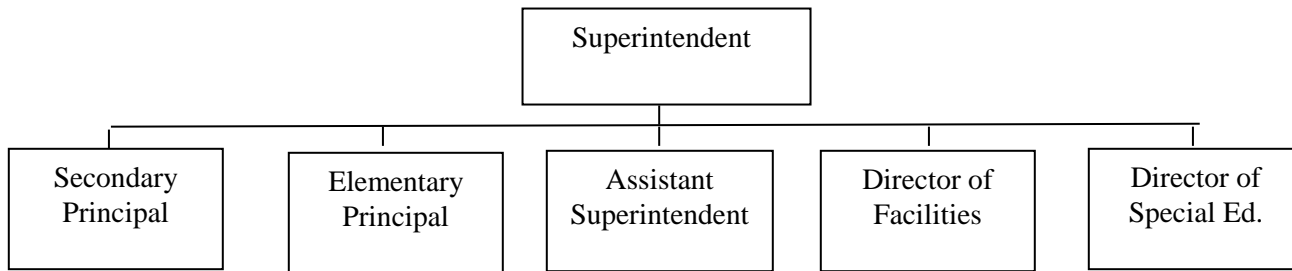 Superintendent
Secondary
Principal
Elementary
Principal
Assistant
Superintendent
Director of
Facilities
Director of
Special Ed.